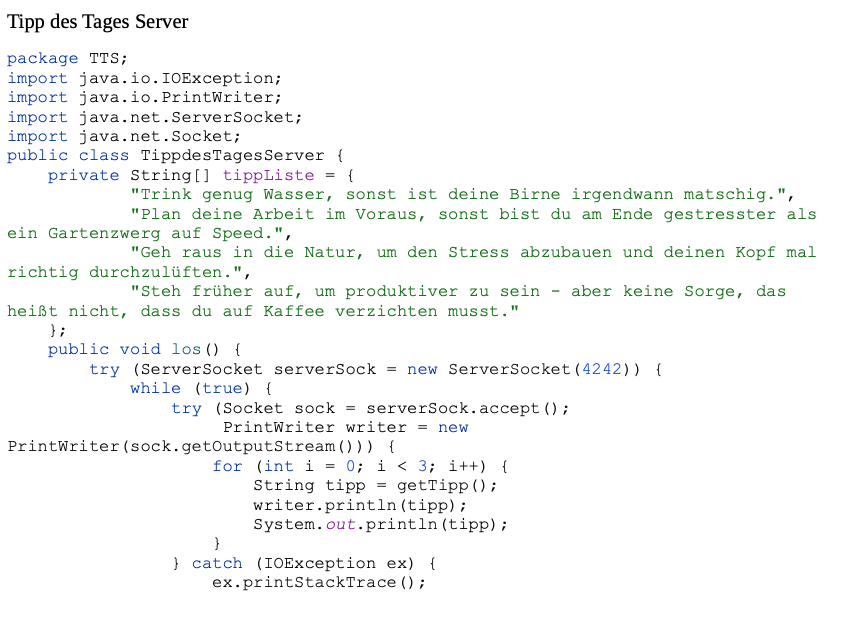 Tipp des Tages Server
package TTS;
import java.io.IOException;
import java.io.PrintWriter;
import java.net.ServerSocket;
import java.net.Socket;
public class TippdesTagesServer {
    private String[] tippListe = {
            "Trink genug Wasser, sonst ist deine Birne irgendwann matschig.",
            "Plan deine Arbeit im Voraus, sonst bist du am Ende gestresster als
ein Gartenzwerg auf Speed.",
            "Geh raus in die Natur, um den Stress abzubauen und deinen Kopf mal
richtig durchzulüften.",
            "Steh früher auf, um produktiver zu sein – aber keine Sorge, das
heißt nicht, dass du auf Kaffee verzichten musst."
    };
    public void los() {
        try (ServerSocket serverSock = new ServerSocket(4242)) {
            while (true) {
                try (Socket sock = serverSock.accept();
                     PrintWriter writer = new
PrintWriter(sock.getOutputStream())) {
                    for (int i = 0; i < 3; i++) {
                        String tipp = getTipp();
                        writer.println(tipp);
                        System.out.println(tipp);
                    }
                } catch (IOException ex) {
                    ex.printStackTrace();